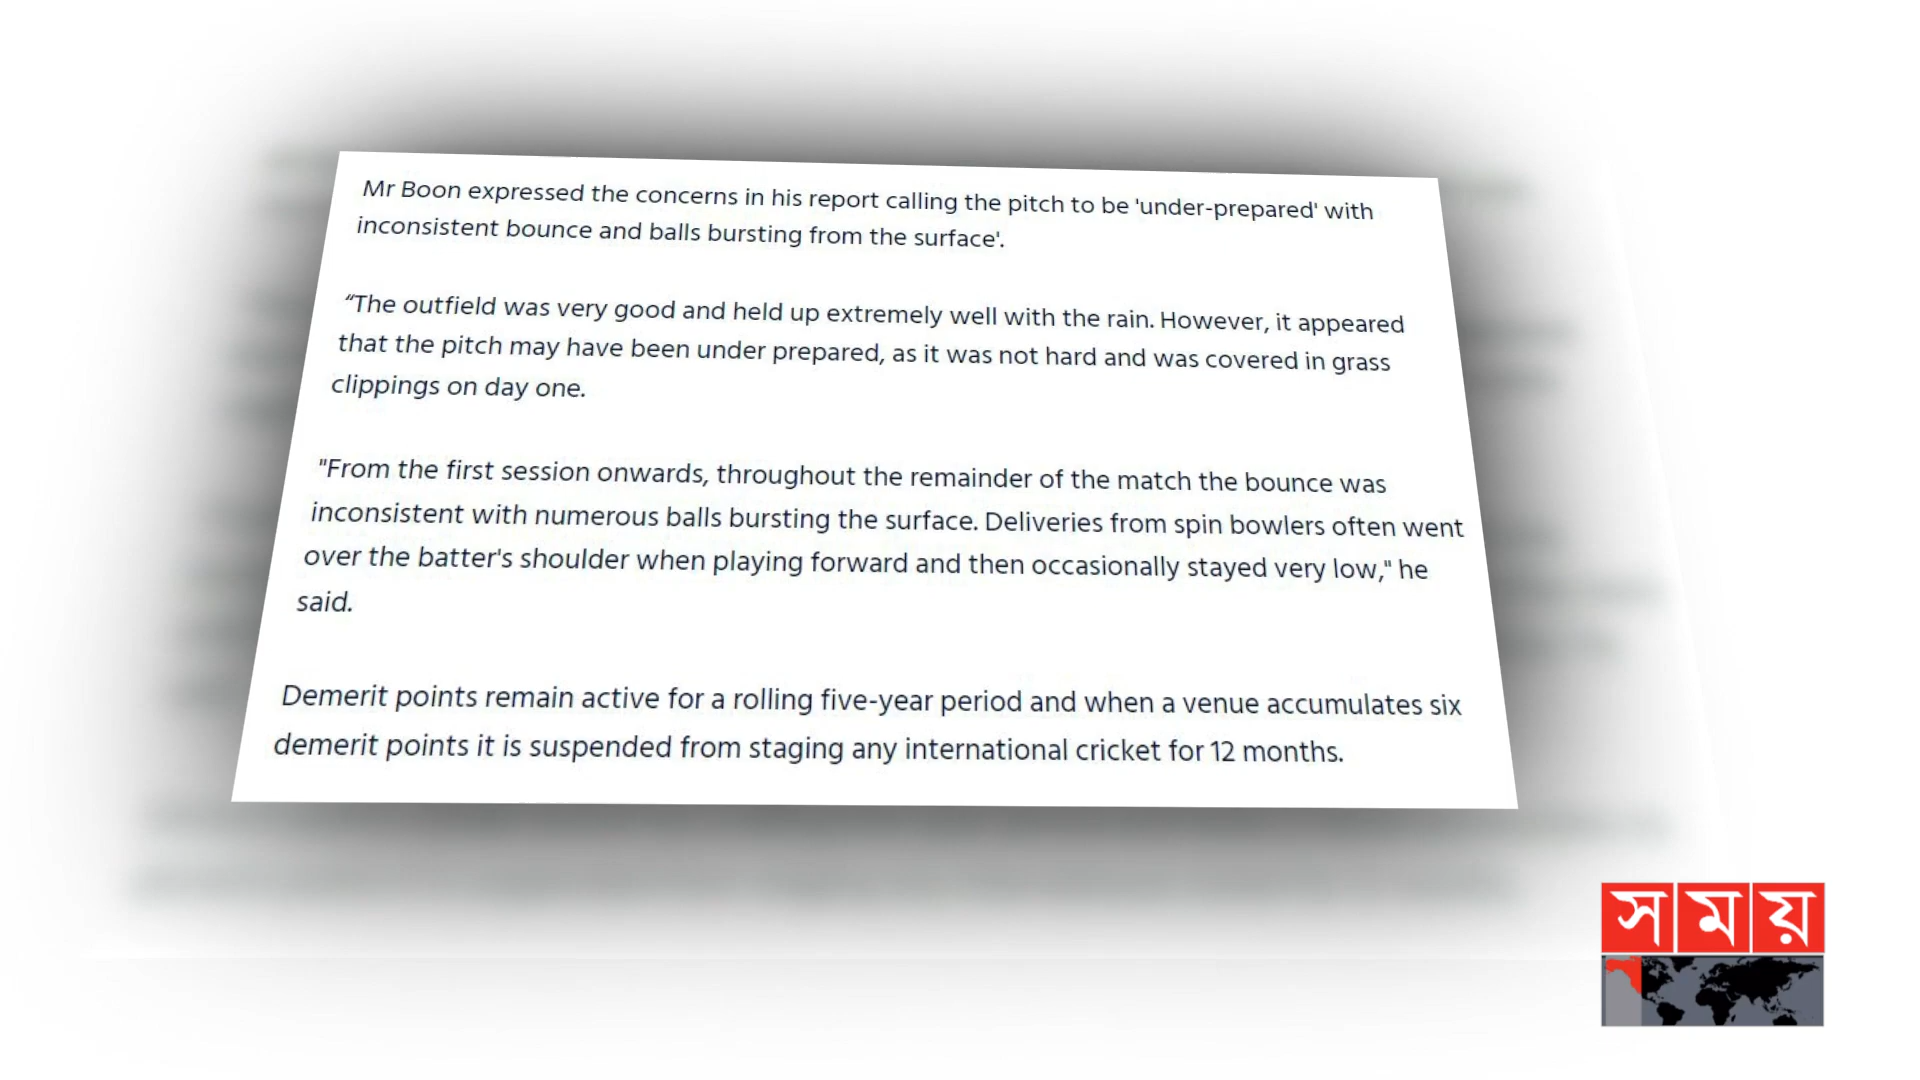 Mr Boon expressed the concerns in his report calling the pitch to be 'under-prepared' with
inconsistent bounce and balls bursting from the surface'.
“The outfield was very good and held up extremely well with the rain. However, it appeared
that the pitch may have been under prepared, as it was not hard and was covered in grass
clippings on day one.
"From the first session onwards, throughout the remainder of the match the bounce was
inconsistent with numerous balls bursting the surface. Deliveries from spin bowlers often went
over the batter's shoulder when playing forward and then occasionally stayed very low," he
said.
Demerit points remain active for a rolling five-year period and when a venue accumulates six
demerit points it is suspended from staging any international cricket for 12 months.
সময়